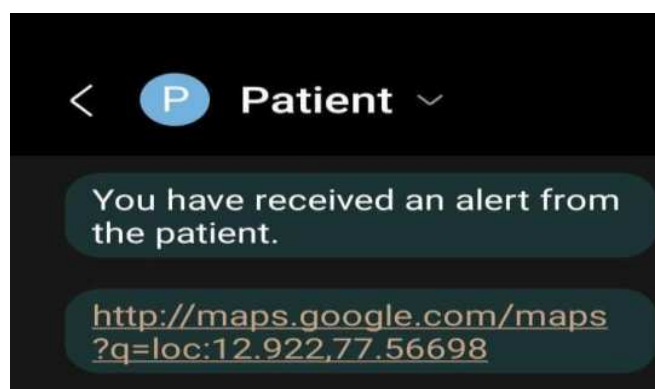 P Patient
You have received an alert from
the patient.
http://maps.google.com/maps
?q=loc:12.922,77.56698